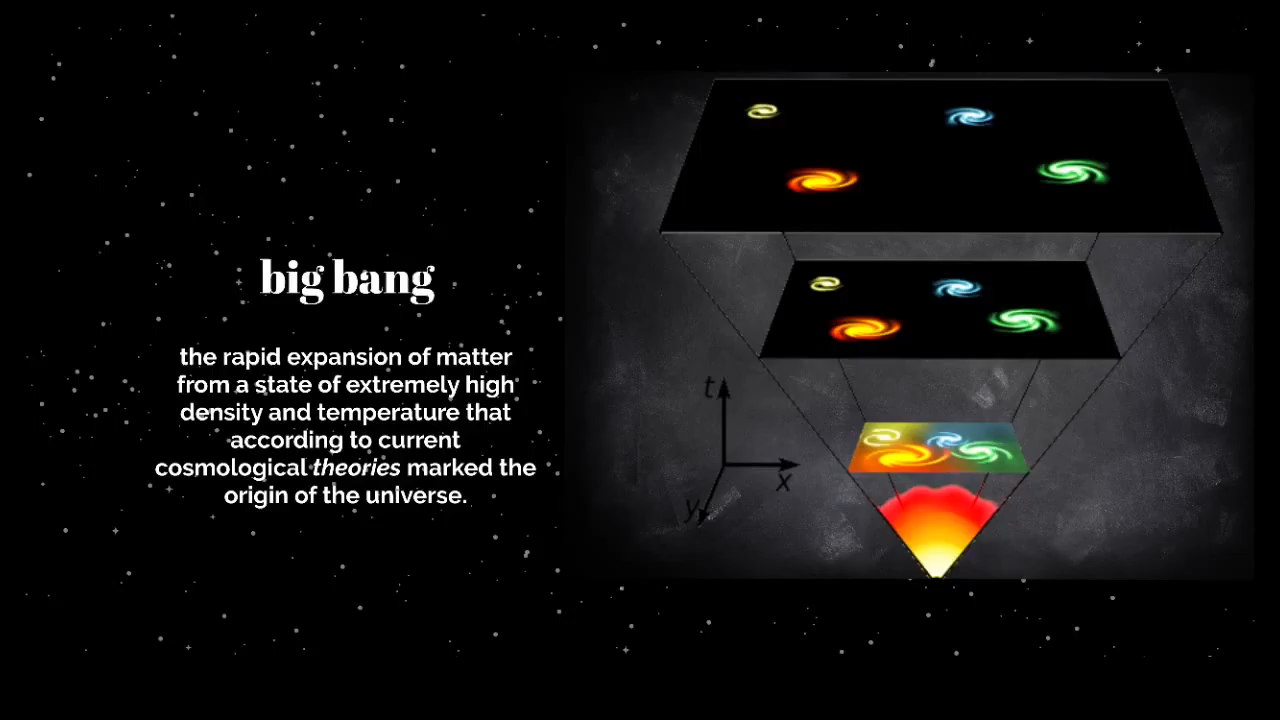 big bang
the rapid expansion of matter
from a state of extremely high
density and temperature that
according to current
cosmological theories marked the
origin of the universe.
t
x
y